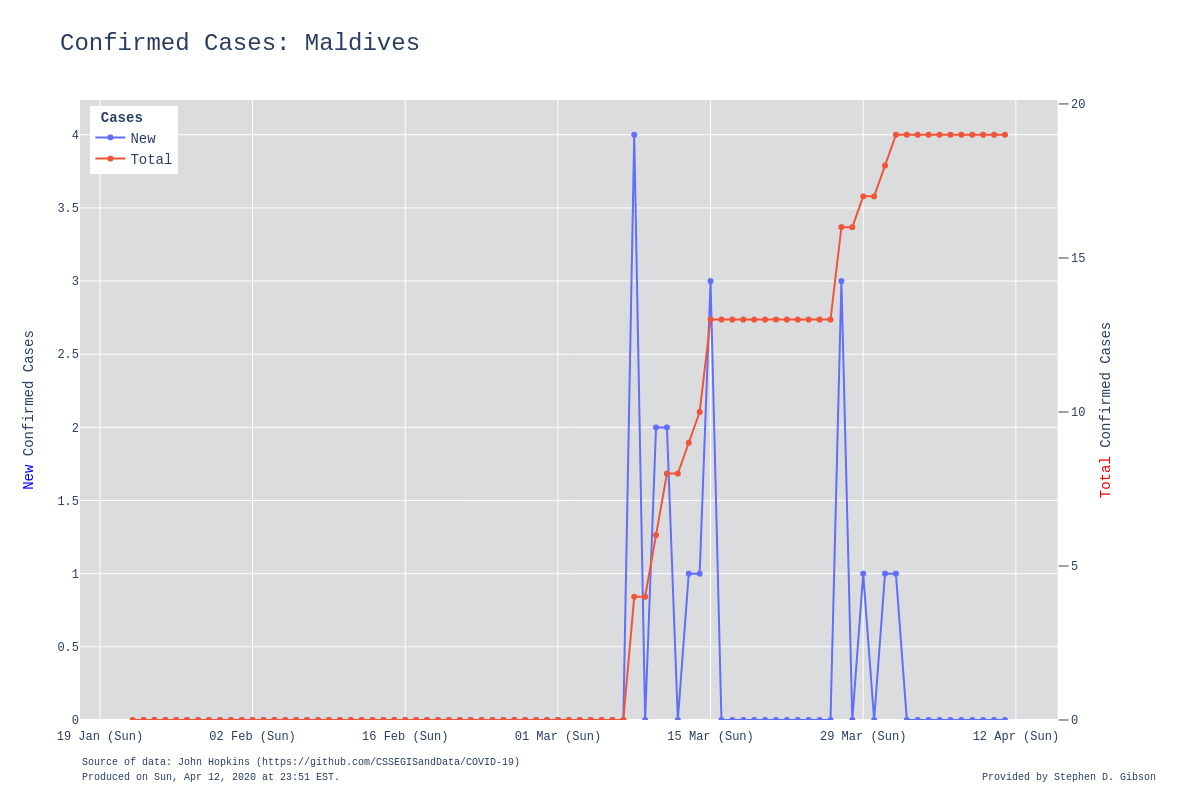 Confirmed Cases: Maldives
Cases
New
Total
4
3.5
3
2.5
2
1.5
1
0.5
0
New Confirmed Cases
20
15
10
5
0
Total Confirmed Cases
19 Jan (Sun)
02 Feb (Sun)
16 Feb (Sun)
01 Mar (Sun)
15 Mar (Sun)
29 Mar (Sun)
12 Apr (Sun)
Source of data: John Hopkins (https://github.com/CSSEGISandData/COVID-19)
Produced on Sun, Apr 12, 2020 at 23:51 EST.
Provided by Stephen D. Gibson